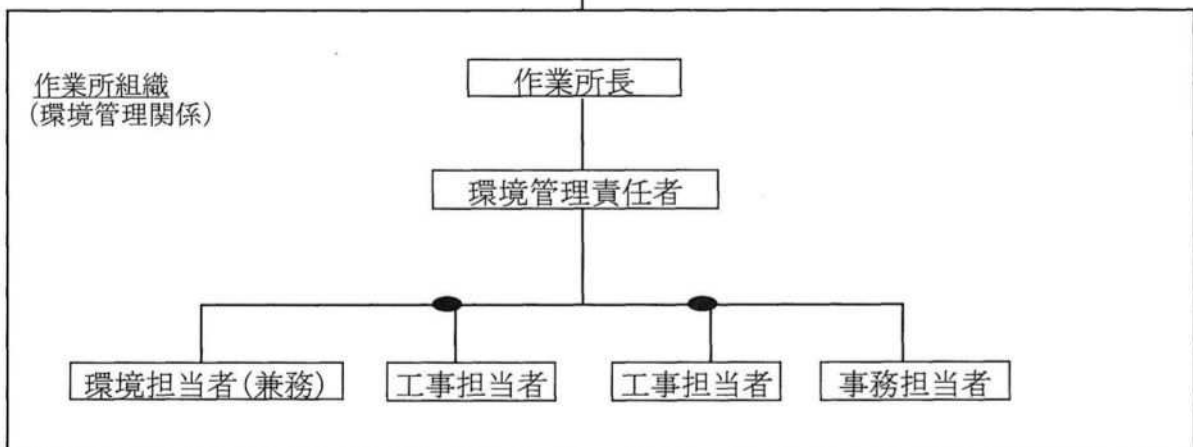 作業所組織
(環境管理関係)
作業所長
環境管理責任者
環境担当者(兼務)
工事担当者
工事担当者
事務担当者